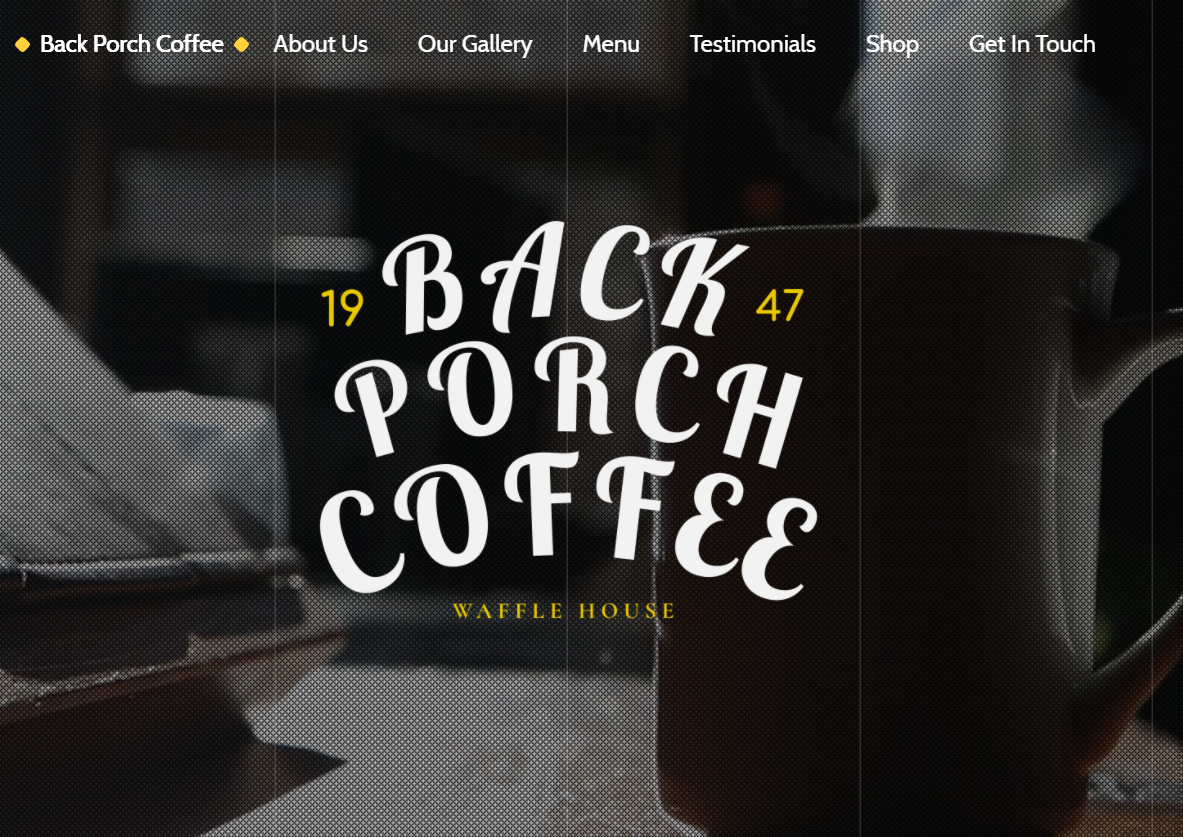 Back Porch Coffee About Us Our Gallery Menu Testimonials Shop Get In Touch
19 BACK 47
PORCH
COFFEE
WAFFLE HOUSE